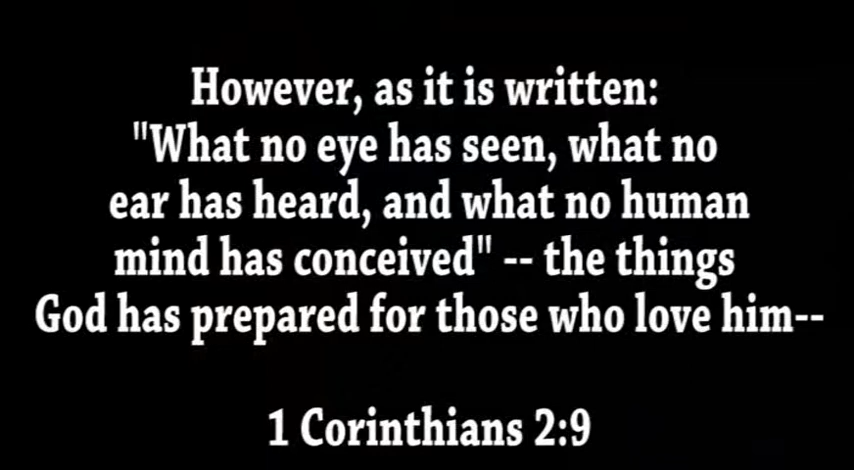 However, as it is written:
"What no eye has seen, what no
ear has heard, and what no human
mind has conceived" -- the things
God has prepared for those who love him--
1 Corinthians 2:9